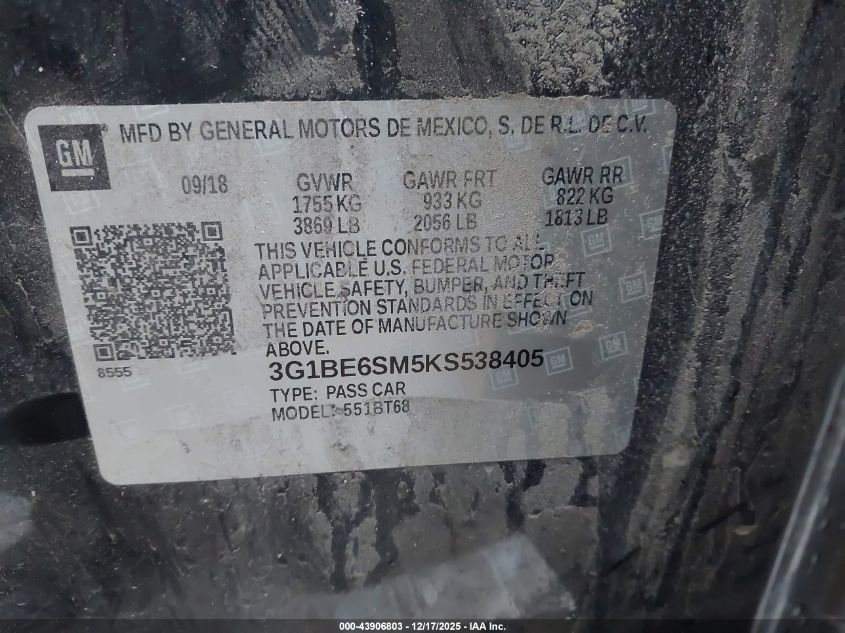 GM ®
MFD BY GENERAL MOTORS DE MEXICO, S. DE R.L. DE C.V.
09/18 GVWR GAWR FRT GAWR RR
1755 KG 933 KG 822 KG
3869 LB 2056 LB 1813 LB
THIS VEHICLE CONFORMS TO ALL
APPLICABLE U.S. FEDERAL MOTOR
VEHICLE SAFETY, BUMPER, AND THEFT
PREVENTION STANDARDS IN EFFECT ON
THE DATE OF MANUFACTURE SHOWN
ABOVE.
8555
3G1BE6SM5KS538405
TYPE: PASS CAR
MODEL: 551BT68
000-43906803 - 12/17/2025 - IAA Inc.